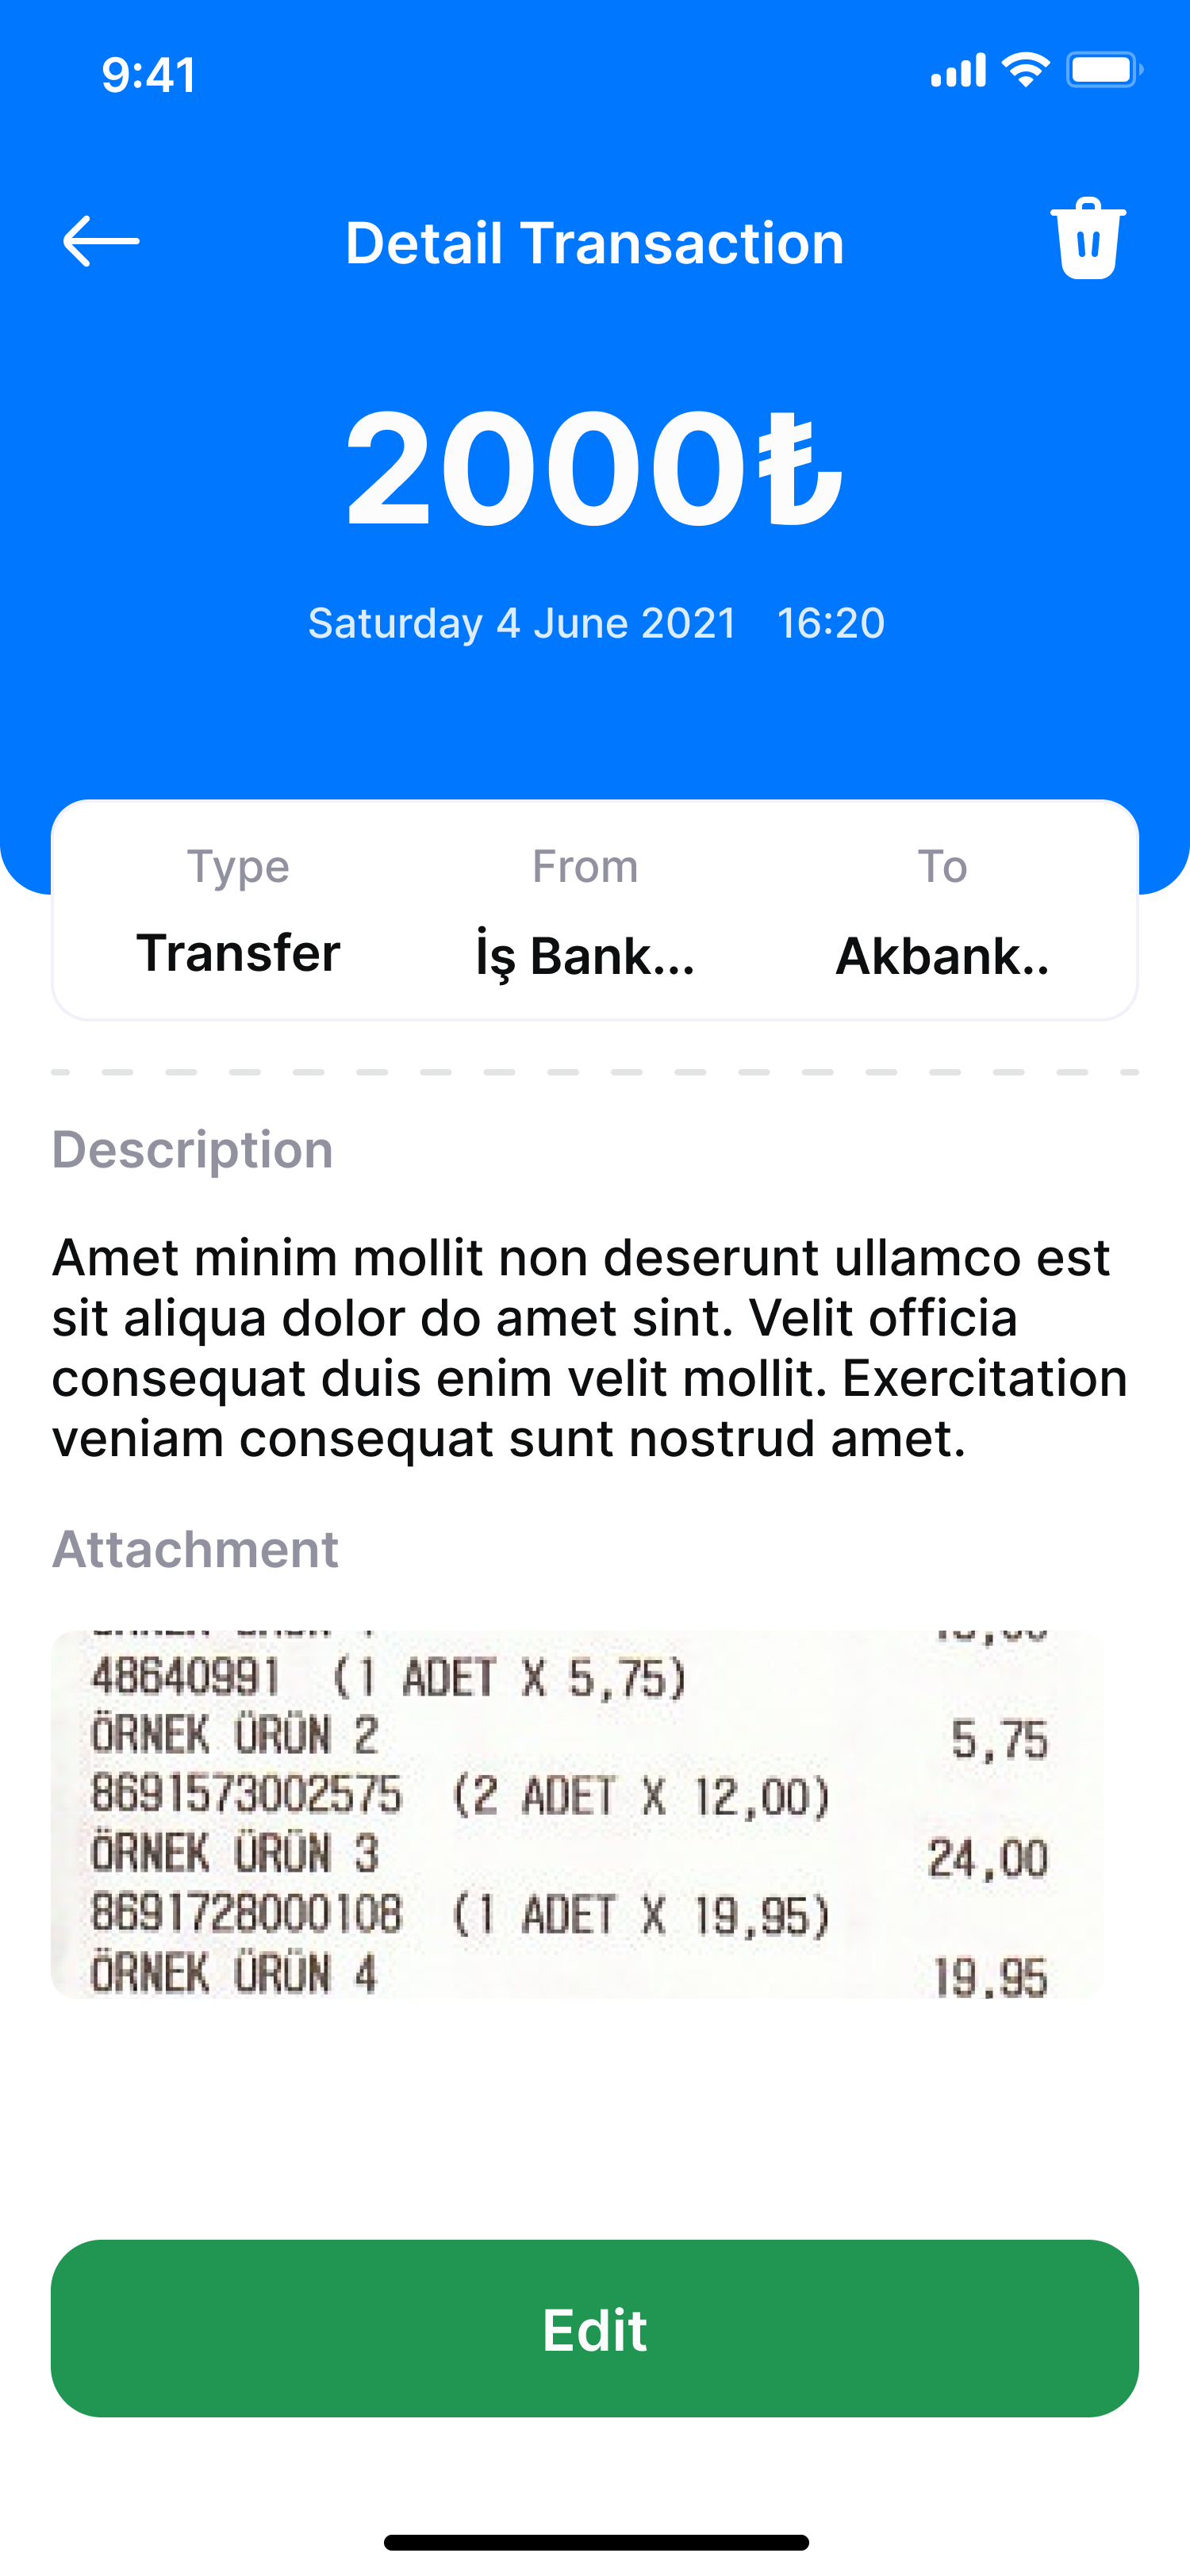 9:41
Detail Transaction
2000₺
Saturday 4 June 2021 16:20
Type From To
Transfer İş Bank... Akbank..
Description
Amet minim mollit non deserunt ullamco est
sit aliqua dolor do amet sint. Velit officia
consequat duis enim velit mollit. Exercitation
veniam consequat sunt nostrud amet.
Attachment
48640991 (1 ADET X 5,75)
ÖRNEK ÜRÜN 2 5,75
8691573002575 (2 ADET X 12,00)
ÖRNEK ÜRÜN 3 24,00
8691728000108 (1 ADET X 19,95)
ÖRNEK ÜRÜN 4 19,95
Edit